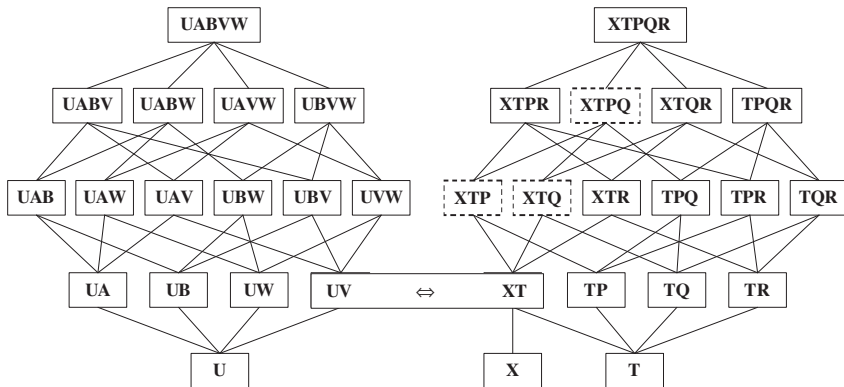 UABVW XTPQR
UABV UABW UAVW UBVW XTPR XTPQ XTQR TPQR
UAB UAW UAV UBW UBV UVW XTP XTQ XTR TPQ TPR TQR
UA UB UW UV ⇔ XT TP TQ TR
U X T